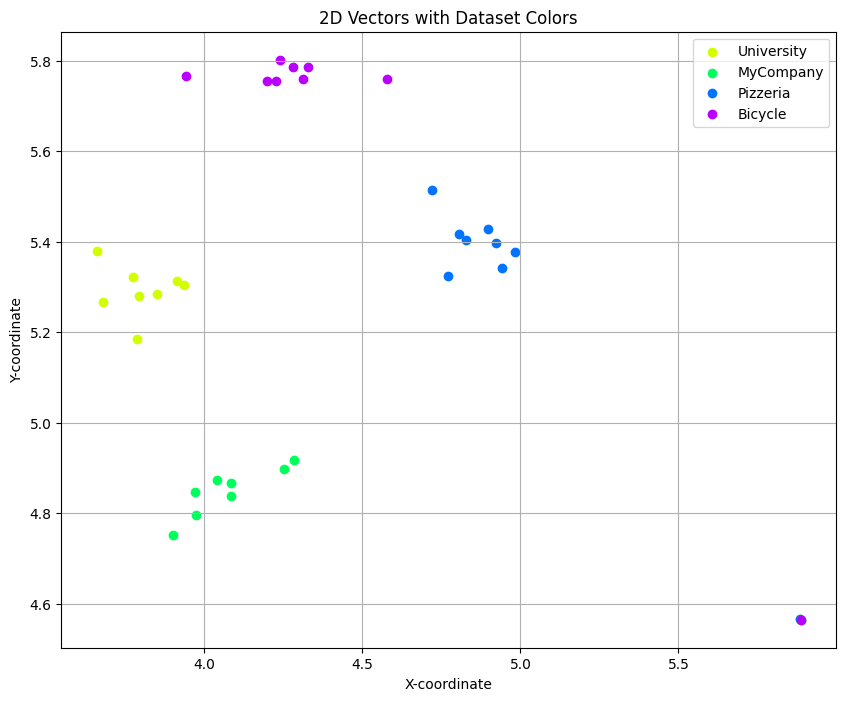 2D Vectors with Dataset Colors
University
MyCompany
Pizzeria
Bicycle
Y-coordinate
5.8
5.6
5.4
5.2
5.0
4.8
4.6
4.0
4.5
5.0
5.5
X-coordinate